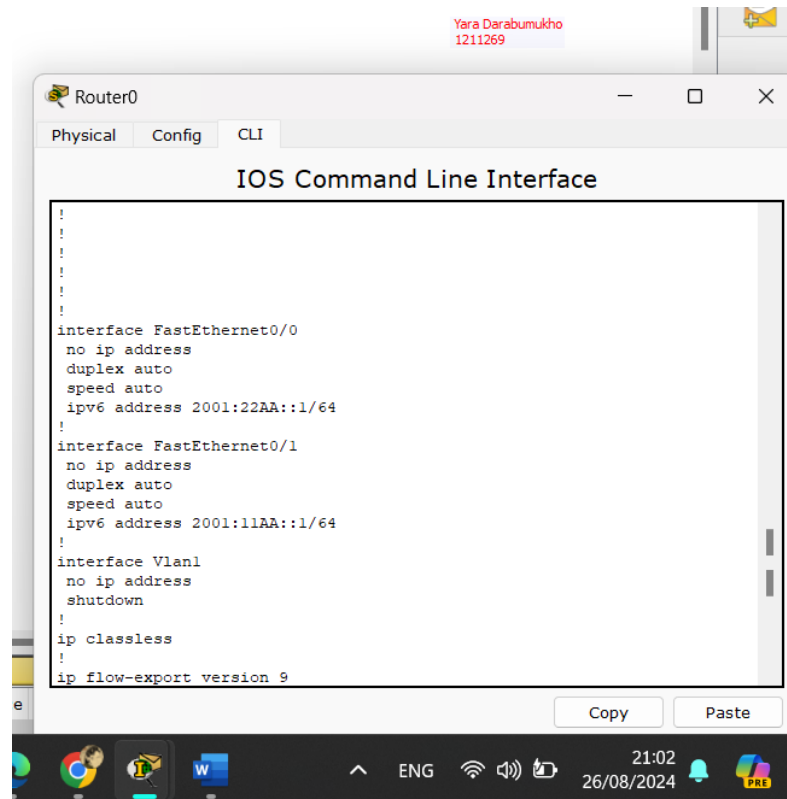 Yara Darabumukho
1211269
Router0
Physical Config CLI
IOS Command Line Interface
!
!
!
!
!
!
interface FastEthernet0/0
no ip address
duplex auto
speed auto
ipv6 address 2001:22AA::1/64
!
interface FastEthernet0/1
no ip address
duplex auto
speed auto
ipv6 address 2001:11AA::1/64
!
interface Vlan1
no ip address
shutdown
!
ip classless
!
ip flow-export version 9
e
Copy Paste
W
ENG
21:02
26/08/2024
PRE